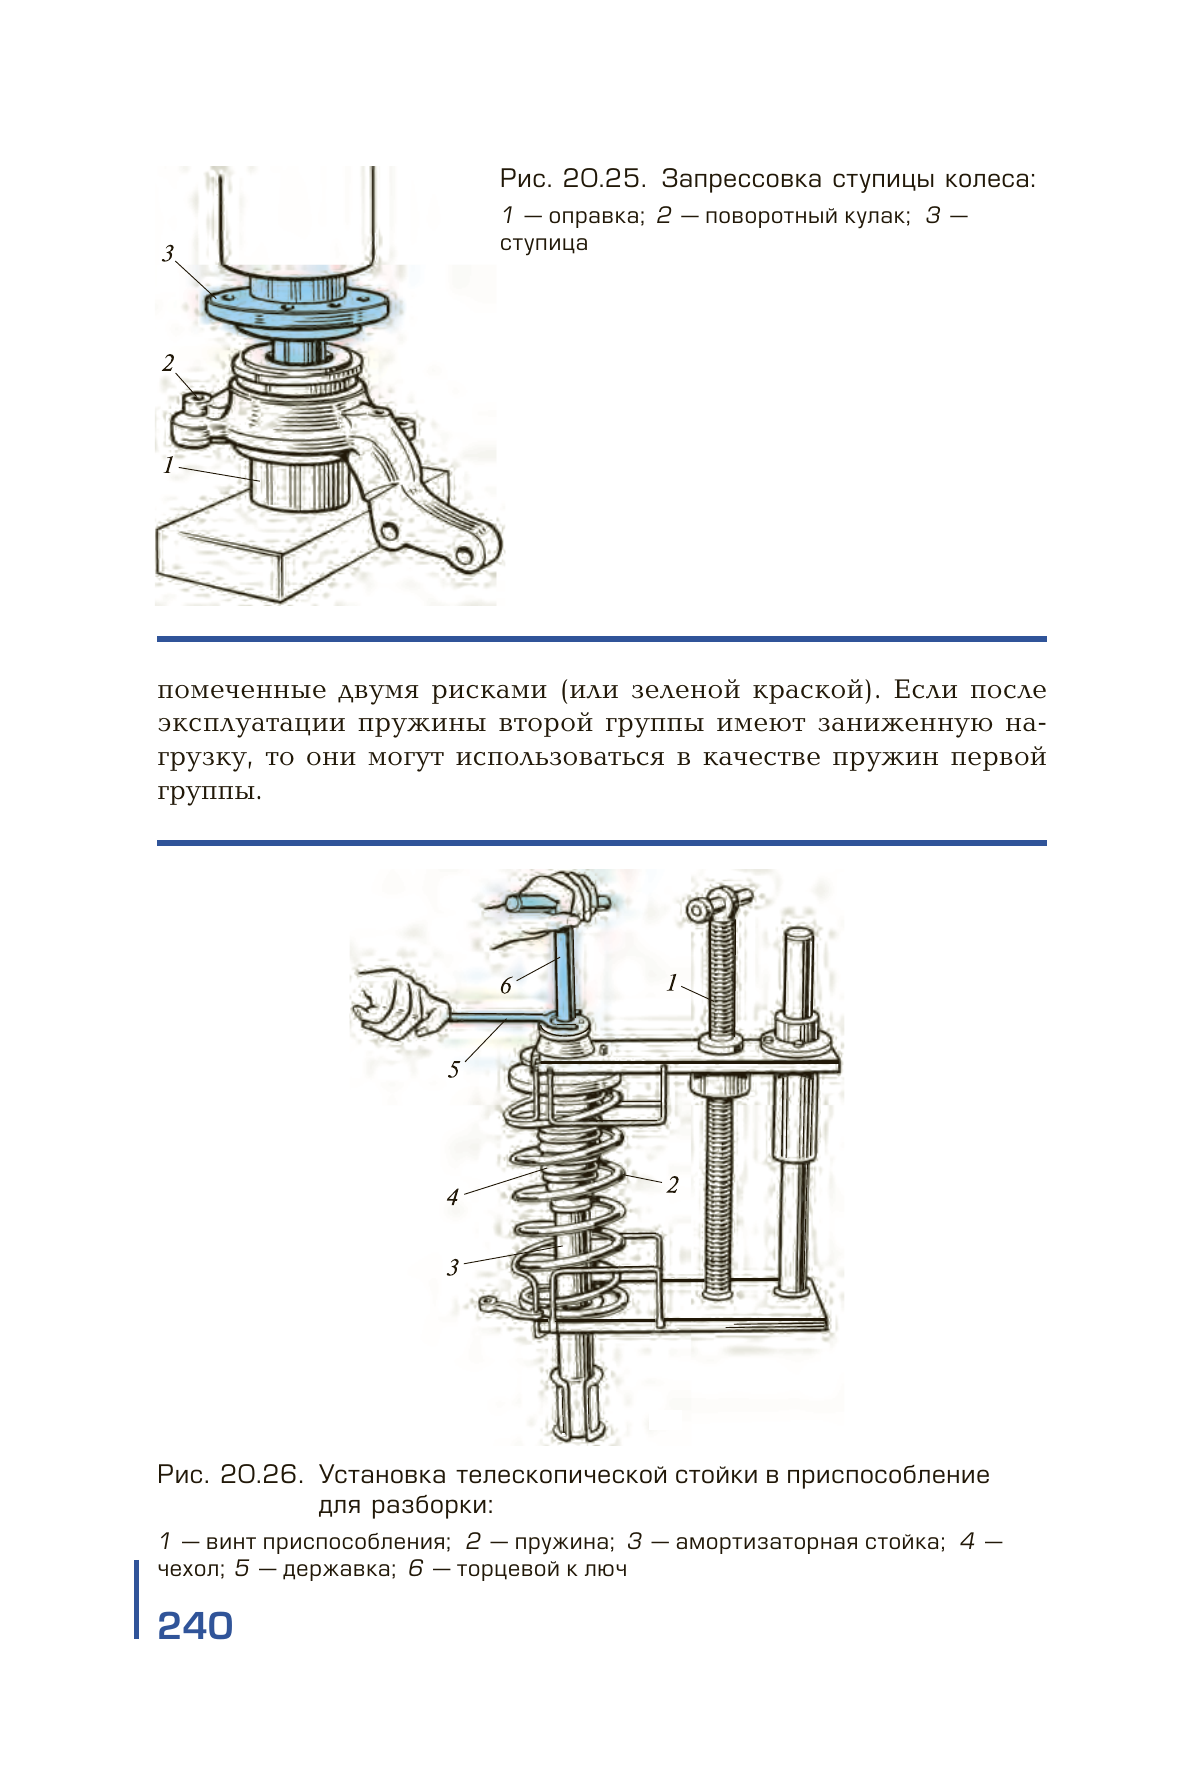 Рис. 20.25. Запрессовка ступицы колеса:
1 — оправка; 2 — поворотный кулак; 3 —
ступица
3
2
1
помеченные двумя рисками (или зеленой краской). Если после
эксплуатации пружины второй группы имеют заниженную на-
грузку, то они могут использоваться в качестве пружин первой
группы.
6
1
5
4
2
3
Рис. 20.26. Установка телескопической стойки в приспособление
для разборки:
1 — винт приспособления; 2 — пружина; 3 — амортизаторная стойка; 4 —
чехол; 5 — державка; 6 — торцевой к люч
240